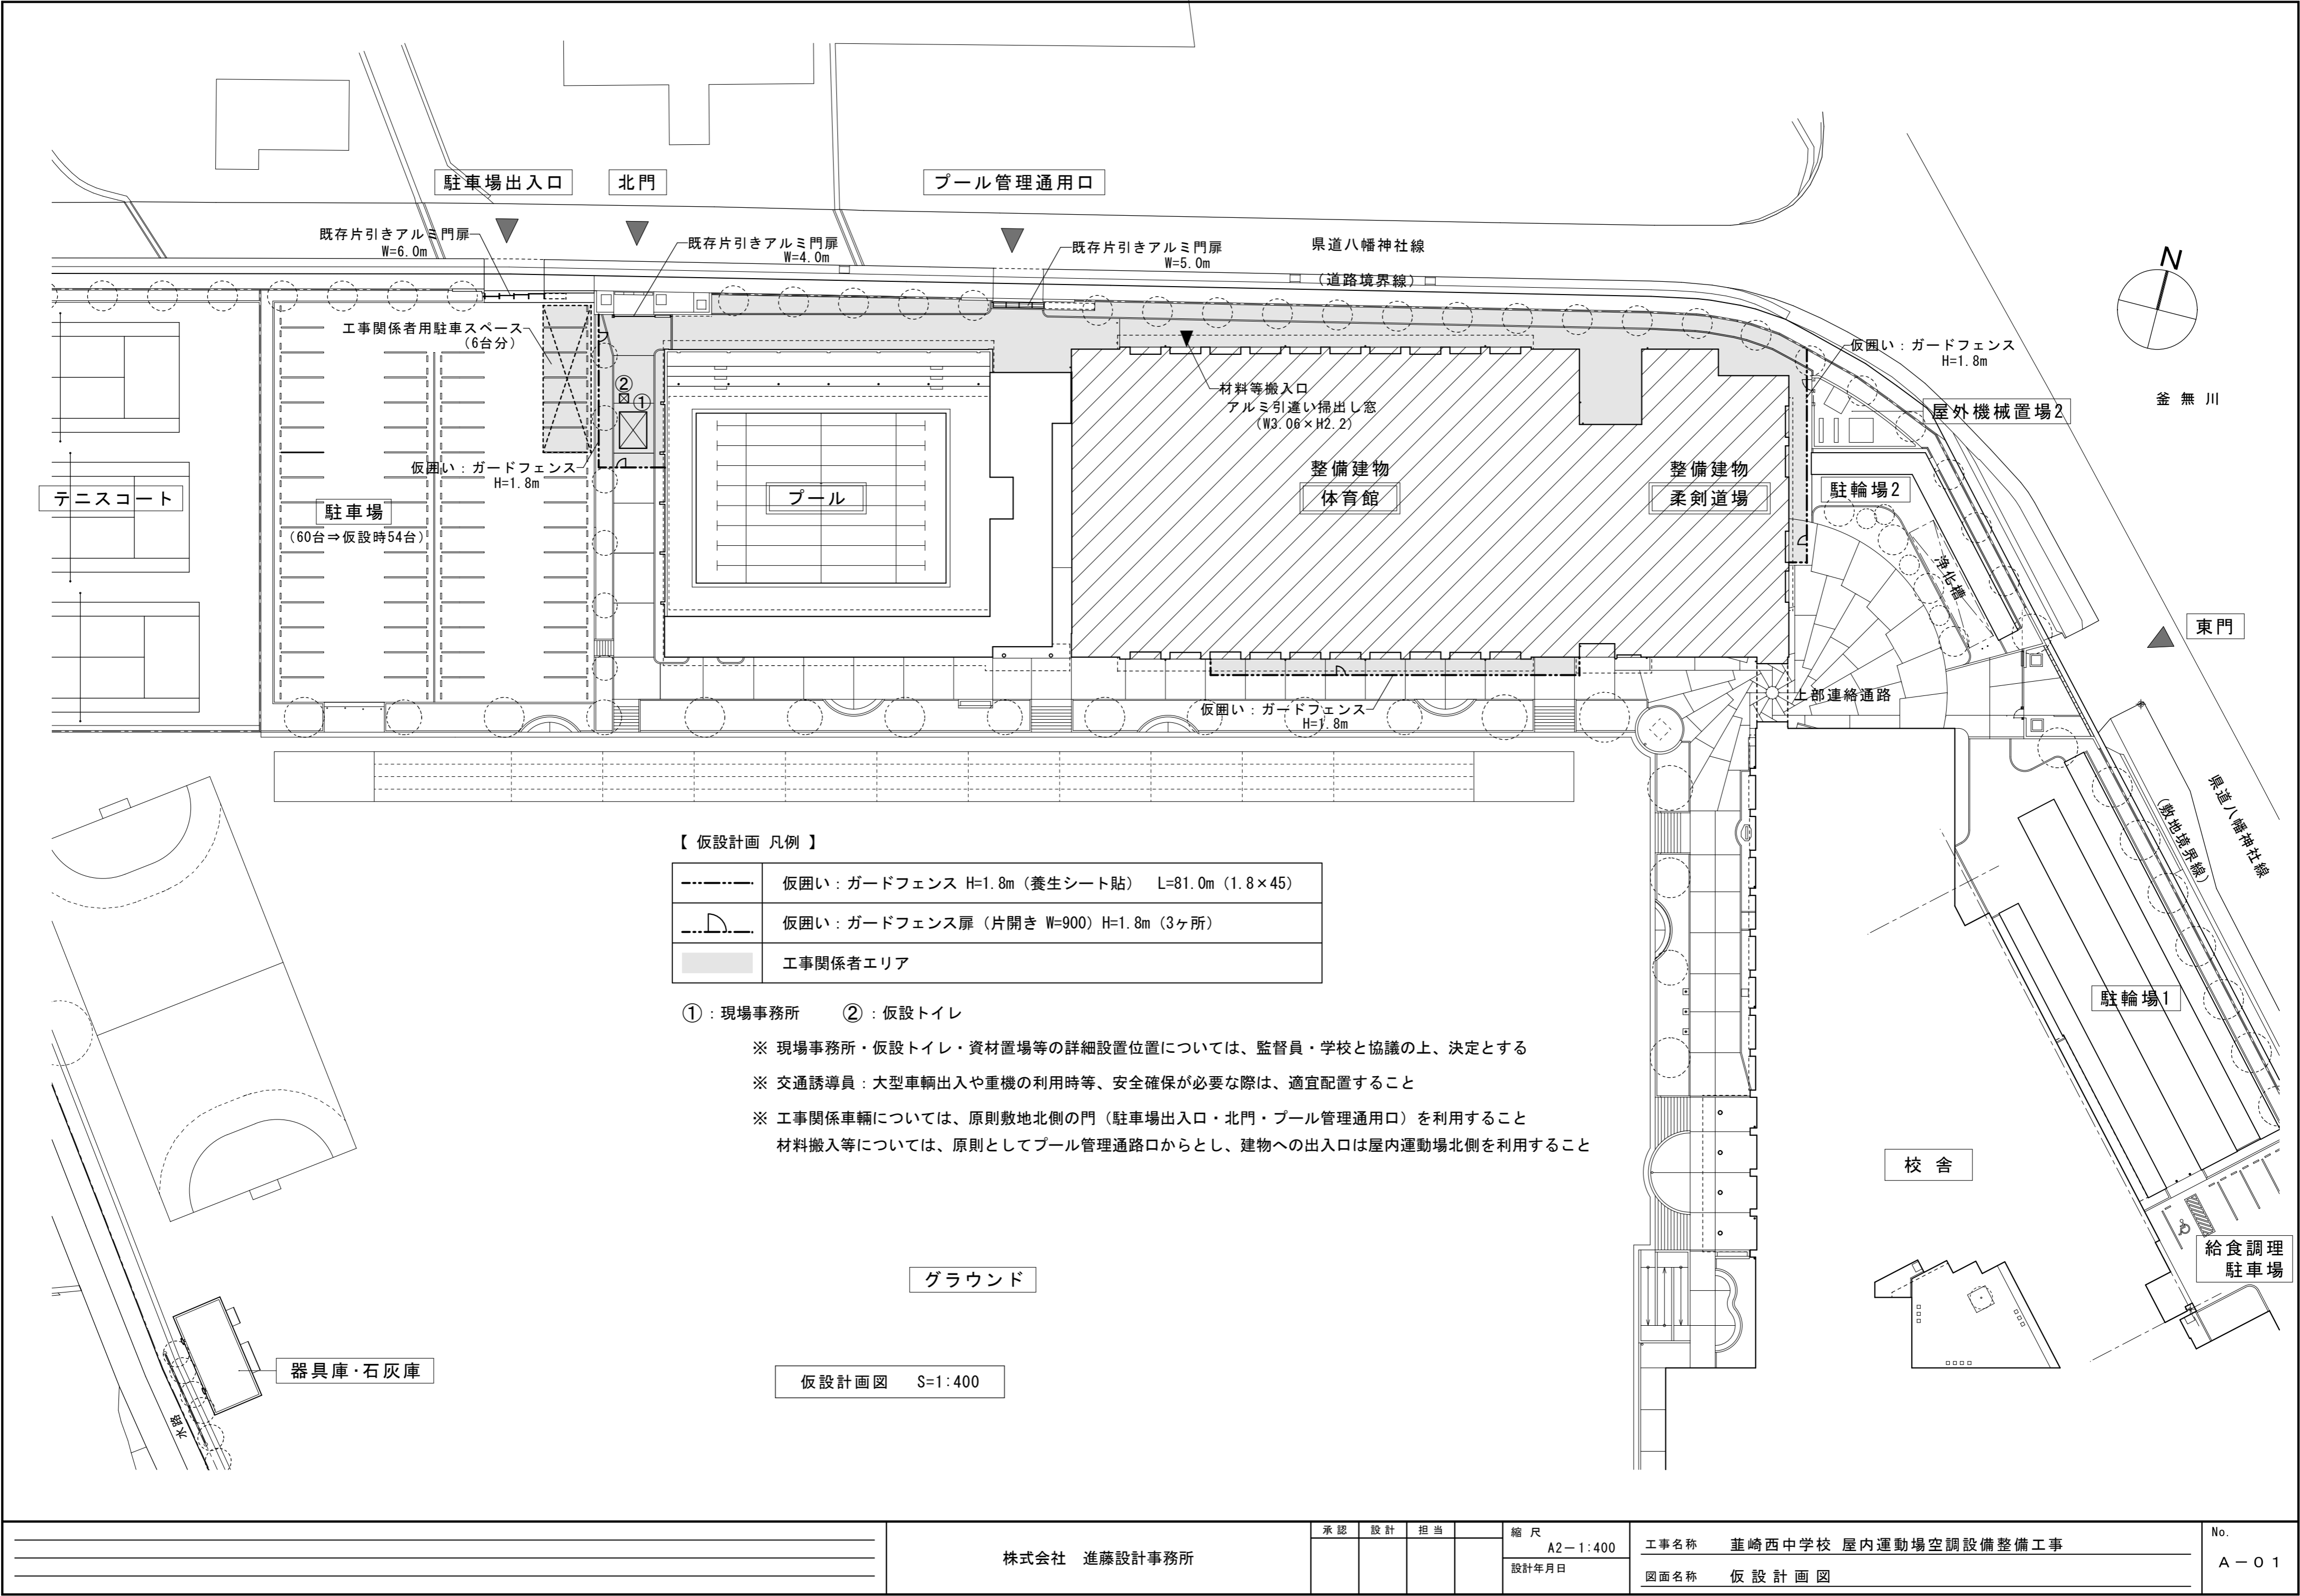 駐車場出入口
北門
プール管理通用口
既存片引きアルミ門扉
W=6.0m
既存片引きアルミ門扉
W=4.0m
既存片引きアルミ門扉
W=5.0m
県道八幡神社線
(道路境界線)
N
釜無川
工事関係者用駐車スペース
(6台分)
②
①
材料等搬入口
アルミ引違い掃出し窓
(W3.06×H2.2)
仮囲い:ガードフェンス
H=1.8m
屋外機械置場2
仮囲い:ガードフェンス
H=1.8m
テニスコート
駐車場
(60台⇒仮設時54台)
プール
整備建物
体育館
整備建物
柔剣道場
駐輪場2
浄化槽
東門
上部連絡通路
仮囲い:ガードフェンス
H=1.8m
県道八幡神社線
(敷地境界線)
【 仮設計画 凡例 】
仮囲い:ガードフェンス H=1.8m(養生シート貼) L=81.0m(1.8×45)
仮囲い:ガードフェンス扉(片開き W=900)H=1.8m(3ヶ所)
工事関係者エリア
①:現場事務所 ②:仮設トイレ
※ 現場事務所・仮設トイレ・資材置場等の詳細設置位置については、監督員・学校と協議の上、決定とする
※ 交通誘導員:大型車輌出入や重機の利用時等、安全確保が必要な際は、適宜配置すること
※ 工事関係車輌については、原則敷地北側の門(駐車場出入口・北門・プール管理通用口)を利用すること
材料搬入等については、原則としてプール管理通路口からとし、建物への出入口は屋内運動場北側を利用すること
駐輪場1
校舎
給食調理
駐車場
グラウンド
器具庫・石灰庫
水路
仮設計画図 S=1:400
株式会社 進藤設計事務所
承認 設計 担当
縮尺
A2-1:400
設計年月日
工事名称 韮崎西中学校 屋内運動場空調設備整備工事
図面名称 仮設計画図
No.
A-01